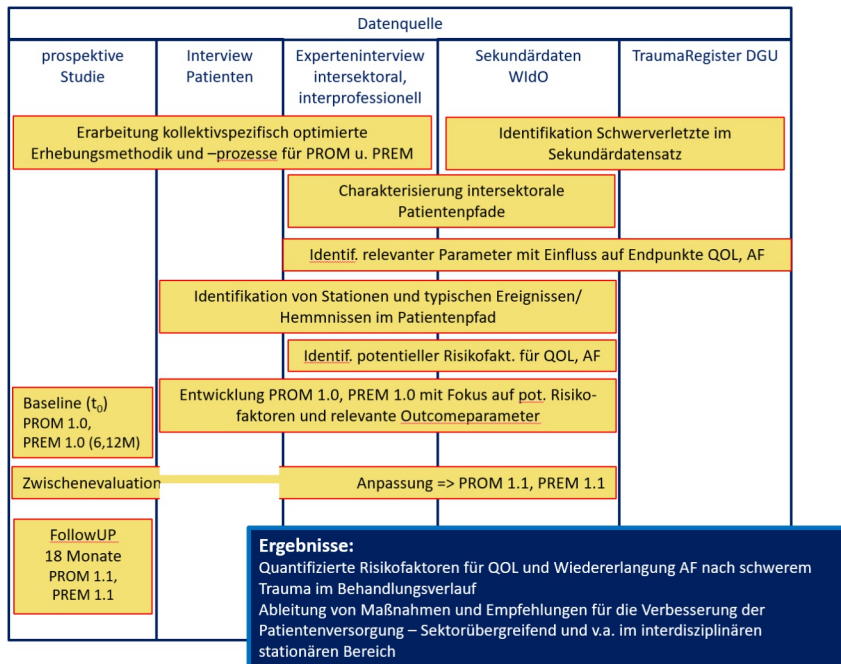 Datenquelle
prospektive
Studie
Interview
Patienten
Experteninterview
intersektoral,
interprofessionell
Sekundärdaten
WIdO
TraumaRegister DGU
Erarbeitung kollektivspezifisch optimierte
Erhebungsmethodik und –prozesse für PROM u. PREM
Identifikation Schwerverletzte im
Sekundärdatensatz
Charakterisierung intersektorale
Patientenpfade
Identif. relevanter Parameter mit Einfluss auf Endpunkte QOL, AF
Identifikation von Stationen und typischen Ereignissen/
Hemmnissen im Patientenpfad
Identif. potentieller Risikofakt. für QOL, AF
Entwicklung PROM 1.0, PREM 1.0 mit Fokus auf pot. Risiko-
faktoren und relevante Outcomeparameter
Baseline (t₀)
PROM 1.0,
PREM 1.0 (6,12M)
Zwischenevaluation
Anpassung => PROM 1.1, PREM 1.1
FollowUP
18 Monate
PROM 1.1,
PREM 1.1
Ergebnisse:
Quantifizierte Risikofaktoren für QOL und Wiedererlangung AF nach schwerem
Trauma im Behandlungsverlauf
Ableitung von Maßnahmen und Empfehlungen für die Verbesserung der
Patientenversorgung – Sektorübergreifend und v.a. im interdisziplinären
stationären Bereich